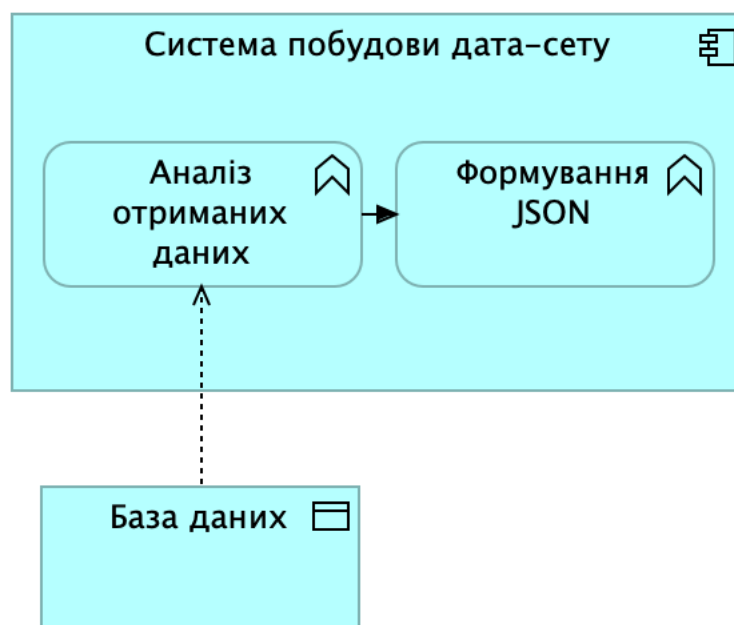 Система побудови дата-сету
Аналіз
отриманих
даних
Формування
JSON
База даних